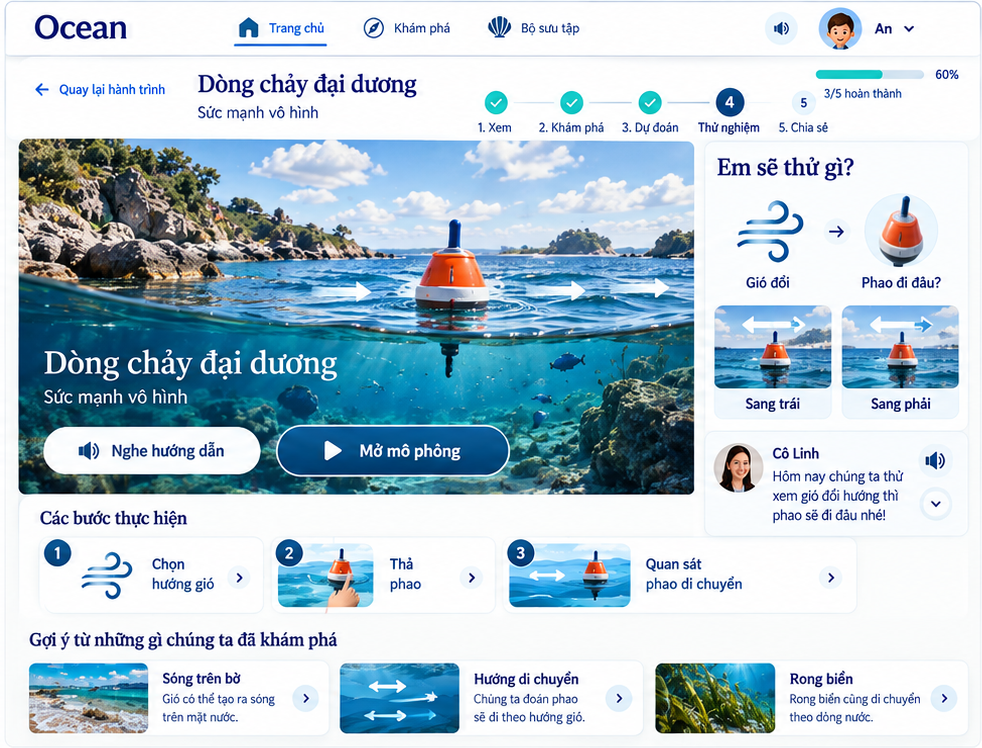 Ocean
Trang chủ
Khám phá
Bộ sưu tập
An
Quay lại hành trình
Dòng chảy đại dương
Sức mạnh vô hình
1. Xem
2. Khám phá
3. Dự đoán
4
Thử nghiệm
5
5. Chia sẻ
60%
3/5 hoàn thành
Dòng chảy đại dương
Sức mạnh vô hình
Nghe hướng dẫn
Mở mô phỏng
Em sẽ thử gì?
Gió đổi
Phao đi đâu?
Sang trái
Sang phải
Cô Linh
Hôm nay chúng ta thử
xem gió đổi hướng thì
phao sẽ đi đâu nhé!
Các bước thực hiện
1
Chọn
hướng gió
2
Thả
phao
3
Quan sát
phao di chuyển
Gợi ý từ những gì chúng ta đã khám phá
Sóng trên bờ
Gió có thể tạo ra sóng
trên mặt nước.
Hướng di chuyển
Chúng ta đoán phao
sẽ đi theo hướng gió.
Rong biển
Rong biển cũng di chuyển
theo dòng nước.